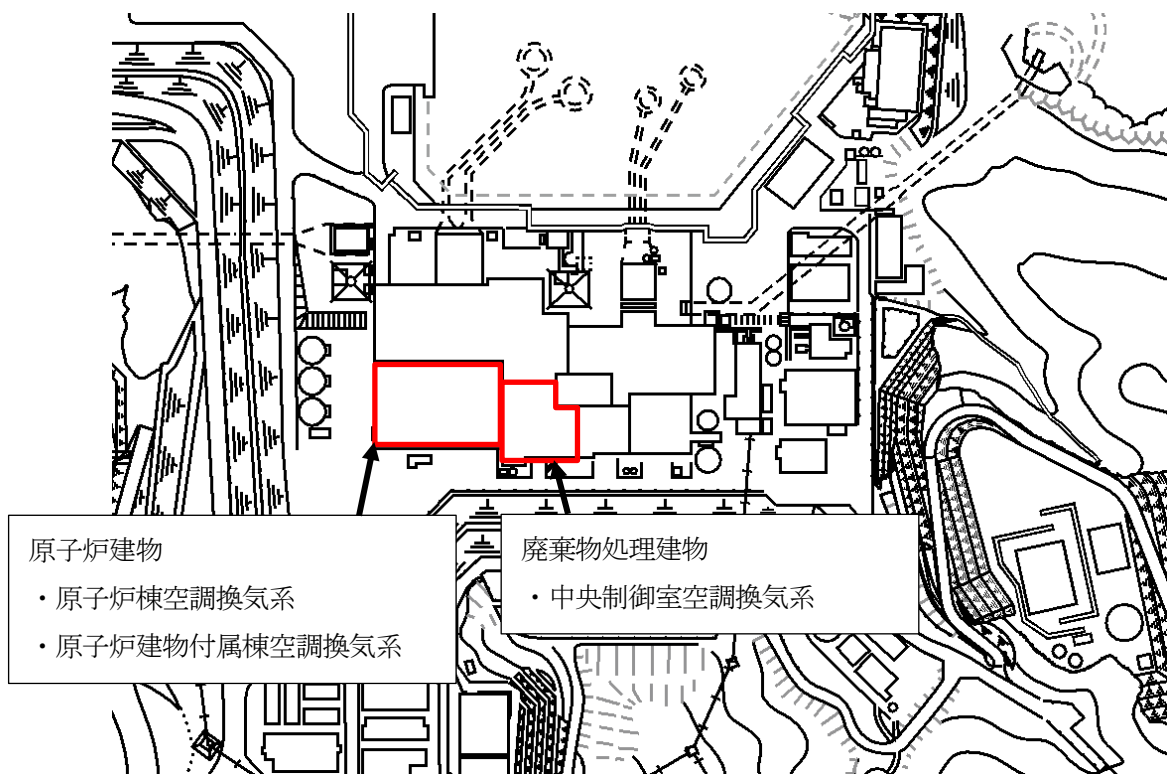 原子炉建物
・原子炉棟空調換気系
・原子炉建物付属棟空調換気系
廃棄物処理建物
・中央制御室空調換気系